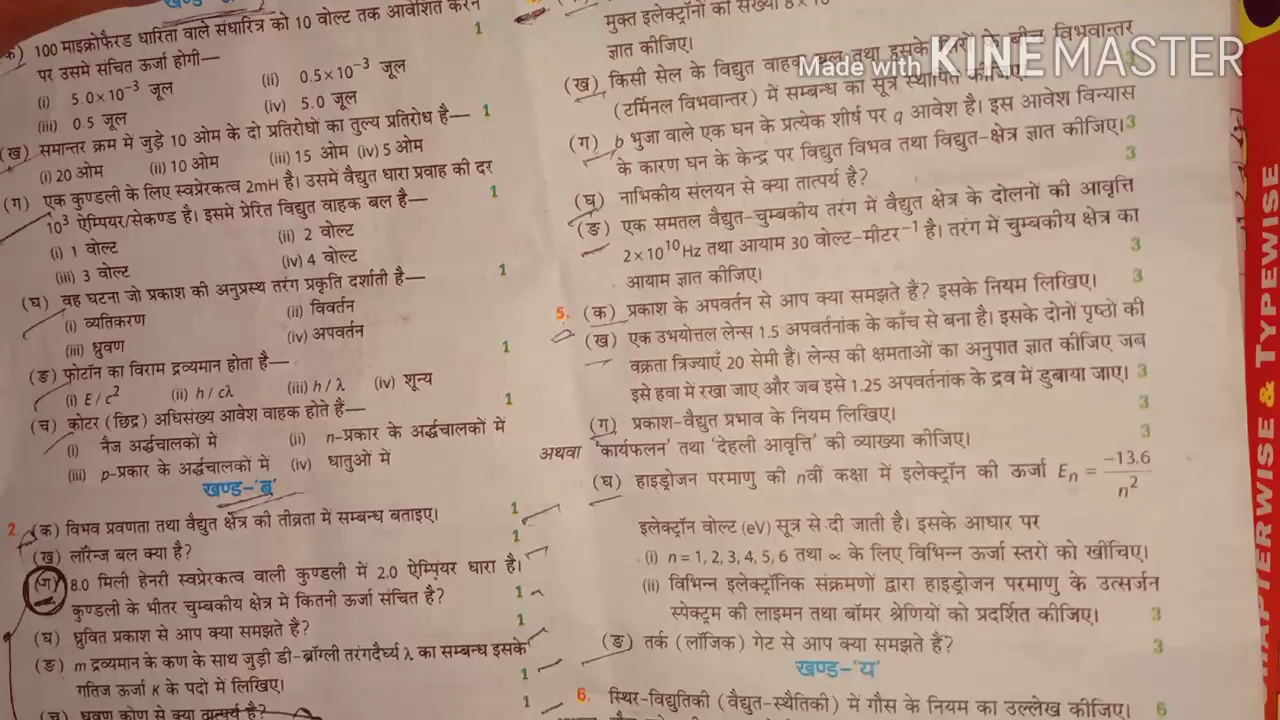 खण्ड-
क) 100 माइक्रोफैरड धारिता वाले संधारित्र को 10 वोल्ट तक आवेशित करने
पर उसमे संचित ऊर्जा होगी— 1
(i) 5.0×10⁻³ जूल (ii) 0.5×10⁻³ जूल
(iii) 0.5 जूल (iv) 5.0 जूल
(ख) समान्तर क्रम में जुड़े 10 ओम के दो प्रतिरोधों का तुल्य प्रतिरोध है— 1
(i) 20 ओम (ii) 10 ओम (iii) 15 ओम (iv) 5 ओम
(ग) एक कुण्डली के लिए स्वप्रेरकत्व 2mH है। उसमें वैद्युत धारा प्रवाह की दर
10³ ऐम्पियर/सेकण्ड है। इसमें प्रेरित विद्युत वाहक बल है— 1
(i) 1 वोल्ट (ii) 2 वोल्ट
(iii) 3 वोल्ट (iv) 4 वोल्ट
(घ) वह घटना जो प्रकाश की अनुप्रस्थ तरंग प्रकृति दर्शाती है— 1
(i) व्यतिकरण (ii) विवर्तन
(iii) ध्रुवण (iv) अपवर्तन
(ङ) फोटॉन का विराम द्रव्यमान होता है— 1
(i) E/c² (ii) h/cλ (iii) h/λ (iv) शून्य
(च) कोटर (छिद्र) अधिसंख्य आवेश वाहक होते हैं— 1
(i) नैज अर्द्धचालकों में (ii) n-प्रकार के अर्द्धचालकों में
(iii) p-प्रकार के अर्द्धचालकों में (iv) धातुओं में
खण्ड-'ब'
2 (क) विभव प्रवणता तथा वैद्युत क्षेत्र की तीव्रता में सम्बन्ध बताइए। 1
(ख) लॉरेन्ज बल क्या है? 1
(ग) 8.0 मिली हेनरी स्वप्रेरकत्व वाली कुण्डली में 2.0 ऐम्पियर धारा है।
कुण्डली के भीतर चुम्बकीय क्षेत्र में कितनी ऊर्जा संचित है? 1
(घ) ध्रुवित प्रकाश से आप क्या समझते हैं? 1
(ङ) m द्रव्यमान के कण के साथ जुड़ी डी-ब्रॉग्ली तरंगदैर्घ्य λ का सम्बन्ध इसके
गतिज ऊर्जा K के पदो में लिखिए। 1
(च) ध्रुवण कोण से क्या तात्पर्य है? 1
मुक्त इलेक्ट्रॉनों की संख्या 8×10
ज्ञात कीजिए।
(ख) किसी सेल के विद्युत वाहक बल तथा इसके सिरों के बीच विभवान्तर
(टर्मिनल विभवान्तर) में सम्बन्ध का सूत्र स्थापित कीजिए।
(ग) b भुजा वाले एक घन के प्रत्येक शीर्ष पर q आवेश है। इस आवेश विन्यास
के कारण घन के केन्द्र पर विद्युत विभव तथा विद्युत-क्षेत्र ज्ञात कीजिए। 3
(घ) नाभिकीय संलयन से क्या तात्पर्य है? 3
(ङ) एक समतल वैद्युत-चुम्बकीय तरंग में वैद्युत क्षेत्र के दोलनों की आवृत्ति
2×10¹⁰Hz तथा आयाम 30 वोल्ट-मीटर⁻¹ है। तरंग में चुम्बकीय क्षेत्र का
आयाम ज्ञात कीजिए। 3
5. (क) प्रकाश के अपवर्तन से आप क्या समझते हैं? इसके नियम लिखिए। 3
(ख) एक उभयोत्तल लेन्स 1.5 अपवर्तनांक के काँच से बना है। इसके दोनों पृष्ठो की
वक्रता त्रिज्याएँ 20 सेमी हैं। लेन्स की क्षमताओं का अनुपात ज्ञात कीजिए जब
इसे हवा में रखा जाए और जब इसे 1.25 अपवर्तनांक के द्रव में डुबाया जाए। 3
(ग) प्रकाश-वैद्युत प्रभाव के नियम लिखिए। 3
अथवा 'कार्यफलन' तथा 'देहली आवृत्ति' की व्याख्या कीजिए। 3
(घ) हाइड्रोजन परमाणु की nवीं कक्षा में इलेक्ट्रॉन की ऊर्जा Eₙ = −13.6/n²
इलेक्ट्रॉन वोल्ट (eV) सूत्र से दी जाती है। इसके आधार पर
(i) n = 1, 2, 3, 4, 5, 6 तथा ∝ के लिए विभिन्न ऊर्जा स्तरों को खींचिए।
(ii) विभिन्न इलेक्ट्रॉनिक संक्रमणों द्वारा हाइड्रोजन परमाणु के उत्सर्जन
स्पेक्ट्रम की लाइमन तथा बॉमर श्रेणियों को प्रदर्शित कीजिए। 3
(ङ) तर्क (लॉजिक) गेट से आप क्या समझते हैं? 3
खण्ड-'य'
6. स्थिर-विद्युतिकी (वैद्युत-स्थैतिकी) में गौस के नियम का उल्लेख कीजिए। 6
Made with KINEMASTER
CHAPTERWISE & TYPEWISE